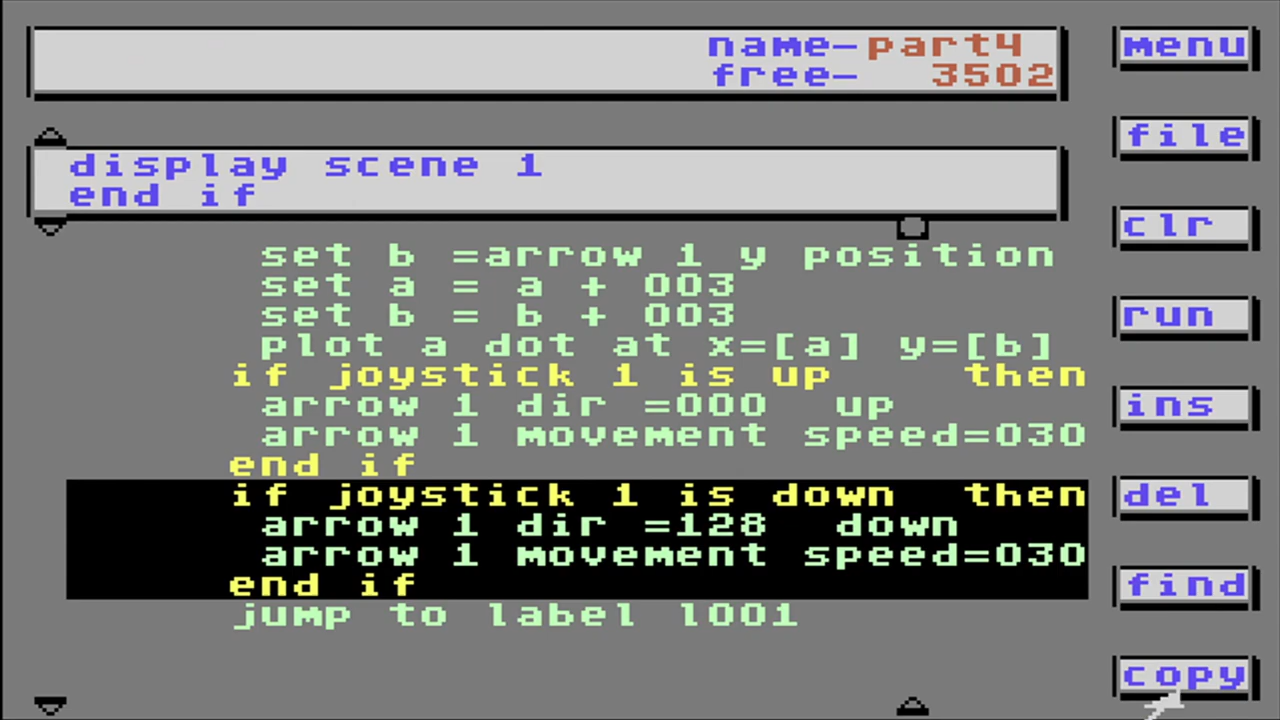 name-part4
free- 3502
display scene 1
end if
set b =arrow 1 y position
set a = a + 003
set b = b + 003
plot a dot at x=[a] y=[b]
if joystick 1 is up then
arrow 1 dir =000 up
arrow 1 movement speed=030
end if
if joystick 1 is down then
arrow 1 dir =128 down
arrow 1 movement speed=030
end if
jump to label l001
menu
file
clr
run
ins
del
find
copy